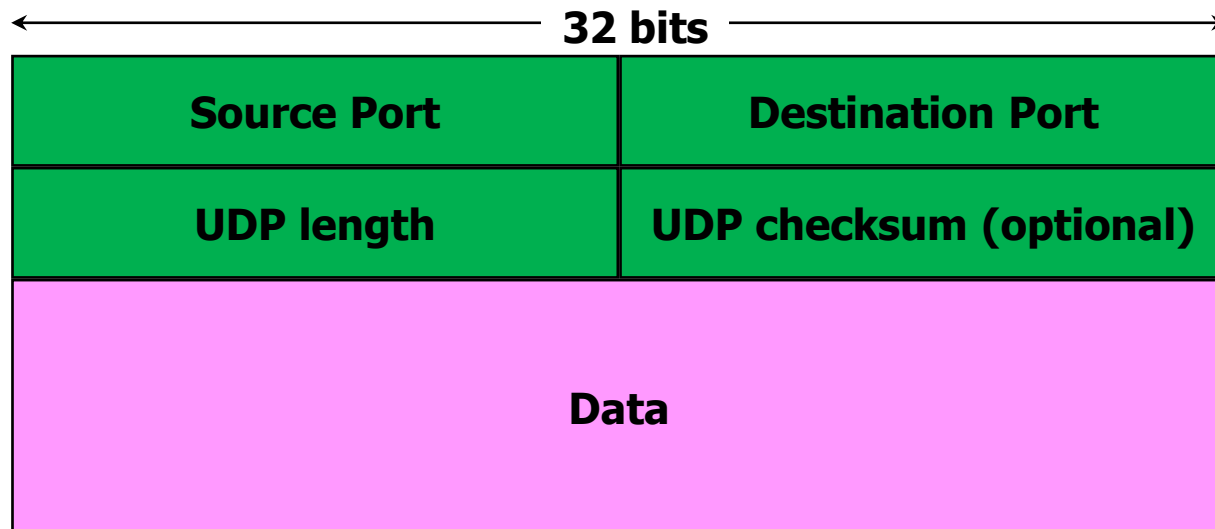 32 bits
Source Port
Destination Port
UDP length
UDP checksum (optional)
Data